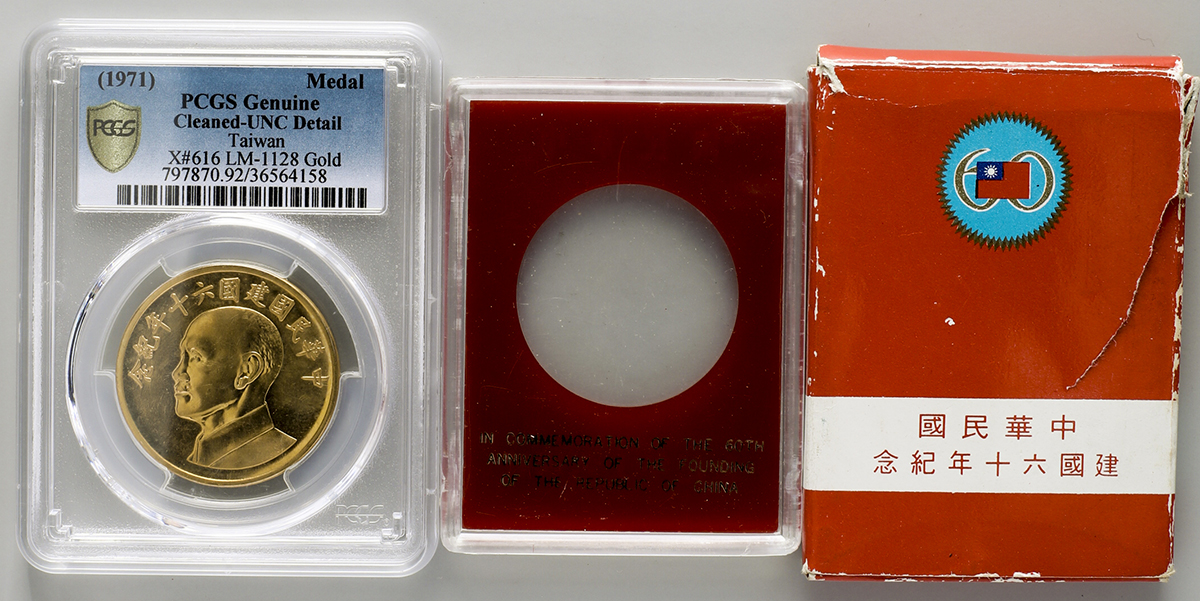 (1971) Medal
PCGS Genuine
Cleaned-UNC Detail
Taiwan
X#616 LM-1128 Gold
797870.92/36564158
PCGS
中華民國建國六十年紀念
PCGS
IN COMMEMORATION OF THE 60TH
ANNIVERSARY OF THE FOUNDING
OF THE REPUBLIC OF CHINA
60
國民華中
念紀年十六國建